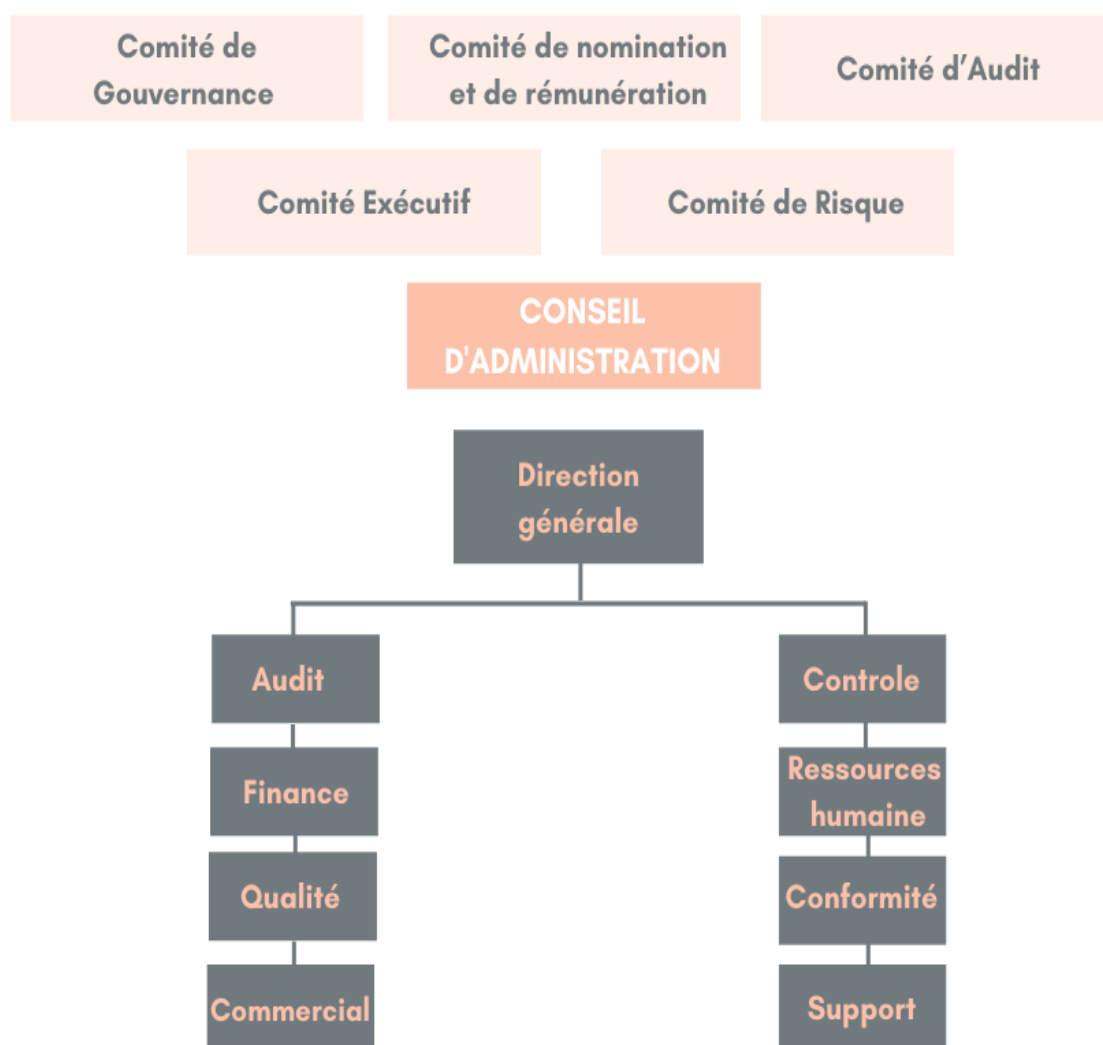 Comité de
Gouvernance
Comité de nomination
et de rémunération
Comité d'Audit
Comité Exécutif
Comité de Risque
CONSEIL
D'ADMINISTRATION
Direction
générale
Audit
Controle
Finance
Ressources
humaine
Qualité
Conformité
Commercial
Support